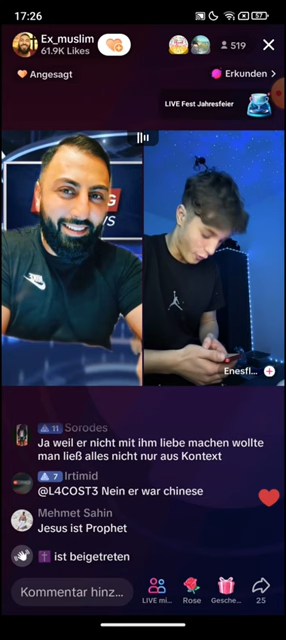 17:26
57
Ex_muslim
61.9K Likes
519
Angesagt
Erkunden >
LIVE Fest Jahresfeier
G
WS
Enesfl...
11 Sorodes
Ja weil er nicht mit ihm liebe machen wollte
man ließ alles nicht nur aus Kontext
7 Irtimid
@L4COST3 Nein er war chinese
Mehmet Sahin
Jesus ist Prophet
ist beigetreten
Kommentar hinz...
LIVE mi...
Rose
Gesche...
25